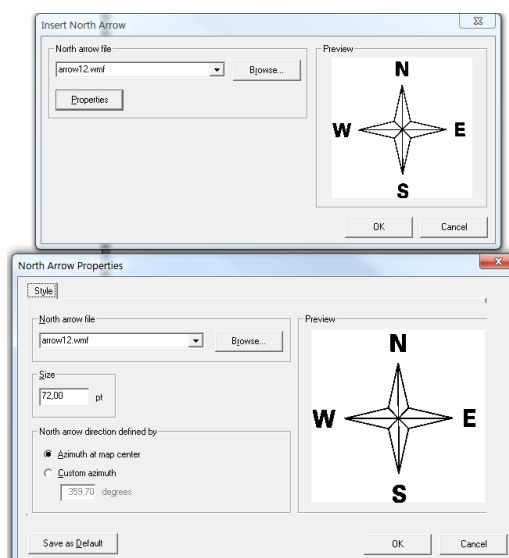 Insert North Arrow
North arrow file
arrow12.wmf
Browse...
Properties
Preview
N
W E
S
OK Cancel
North Arrow Properties
Style
North arrow file
arrow12.wmf
Browse...
Size
72,00 pt
North arrow direction defined by
Azimuth at map center
Custom azimuth
359,70 degrees
Preview
N
W E
S
Save as Default
OK Cancel